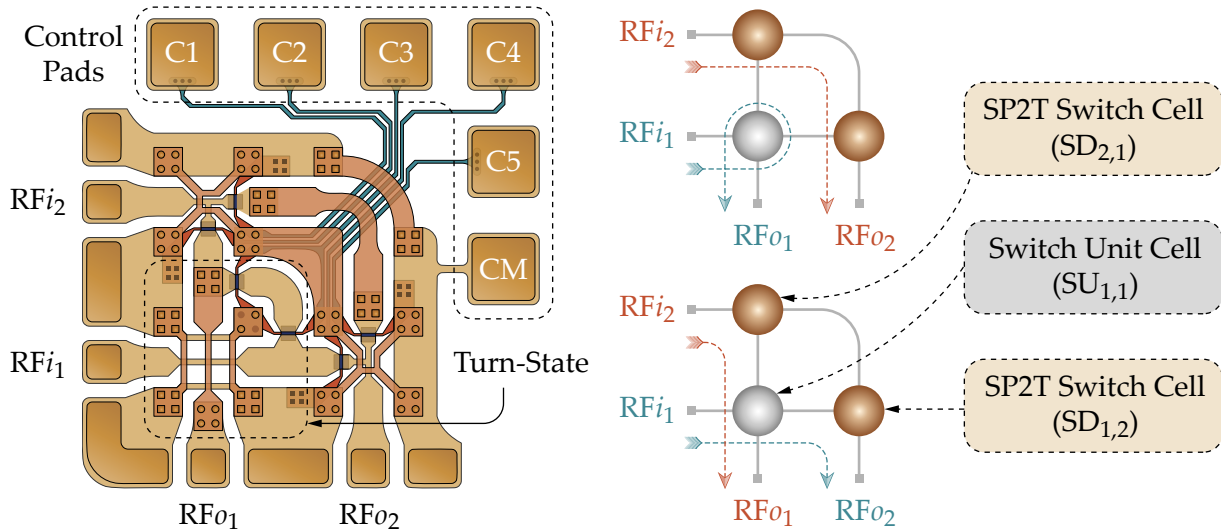 Control
Pads
C1
C2
C3
C4
C5
CM
RFi2
RFi1
RFo1
RFo2
Turn-State
RFi2
RFi1
RFo1
RFo2
RFi2
RFi1
RFo1
RFo2
SP2T Switch Cell
(SD2,1)
Switch Unit Cell
(SU1,1)
SP2T Switch Cell
(SD1,2)